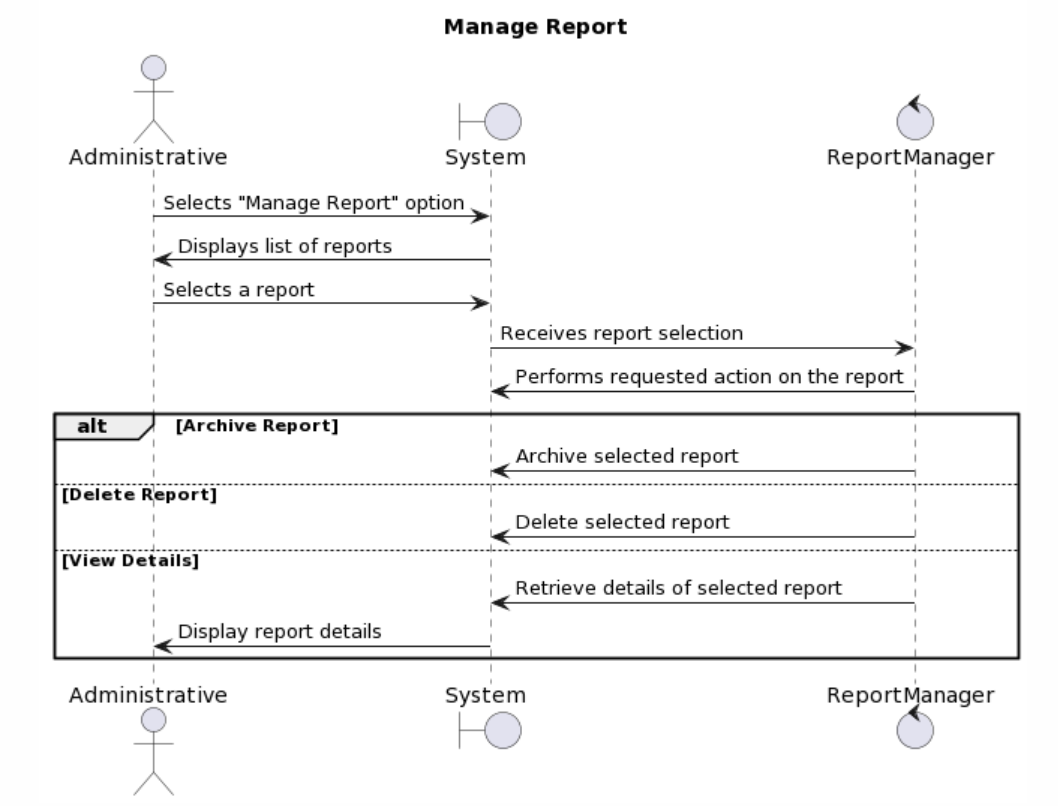 Manage Report
Administrative
System
ReportManager
Selects "Manage Report" option
Displays list of reports
Selects a report
Receives report selection
Performs requested action on the report
alt
[Archive Report]
Archive selected report
[Delete Report]
Delete selected report
[View Details]
Retrieve details of selected report
Display report details
Administrative
System
ReportManager